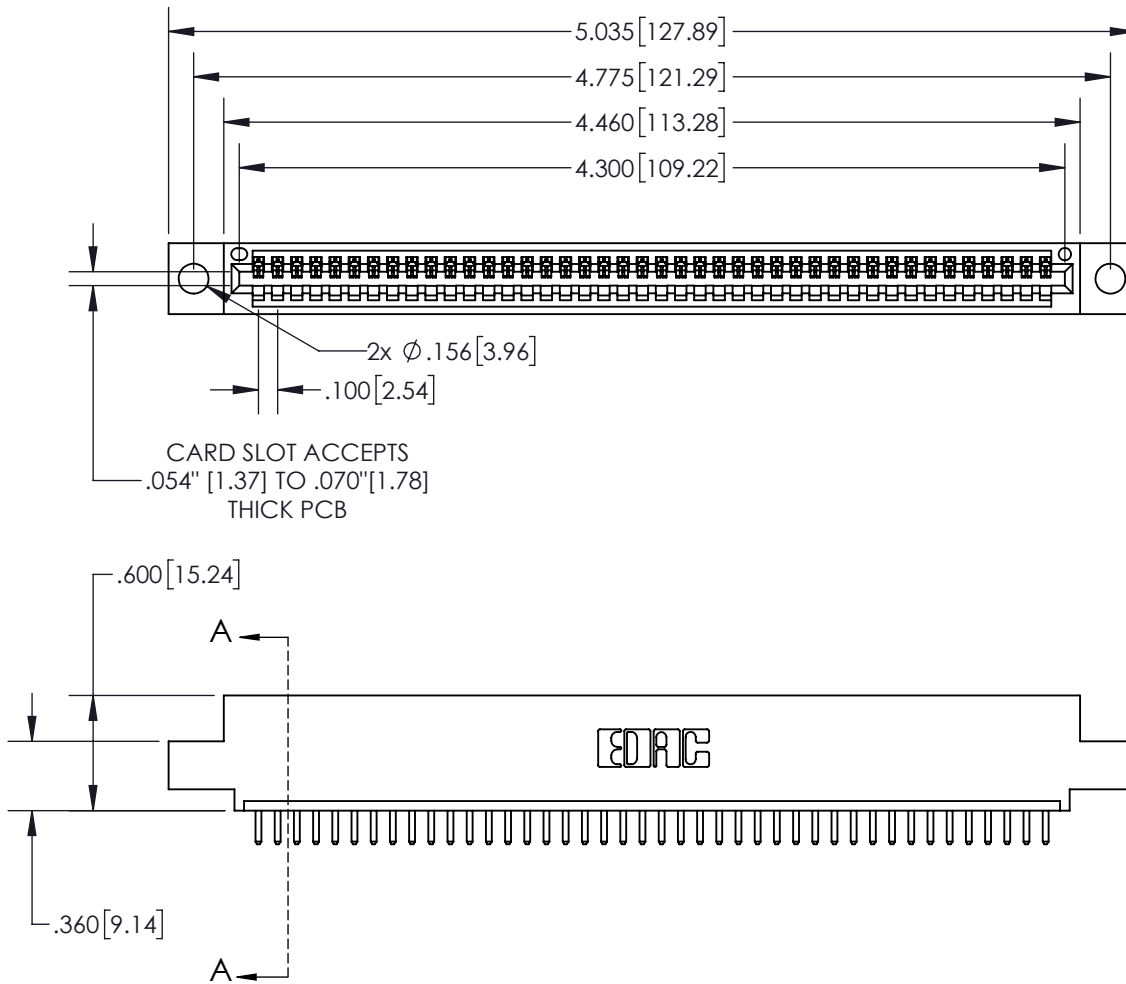 5.035[127.89]
4.775[121.29]
4.460[113.28]
4.300[109.22]
2x Ø .156[3.96]
.100[2.54]
CARD SLOT ACCEPTS
.054" [1.37] TO .070"[1.78]
THICK PCB
.600[15.24]
A
EDAC
.360[9.14]
A